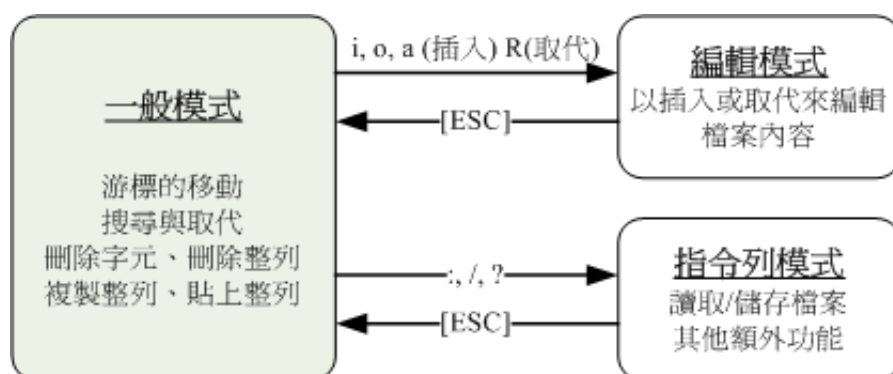 一般模式
游標的移動
搜尋與取代
刪除字元、刪除整列
複製整列、貼上整列
i, o, a (插入) R(取代)
[ESC]
編輯模式
以插入或取代來編輯
檔案內容
:, /, ?
[ESC]
指令列模式
讀取/儲存檔案
其他額外功能